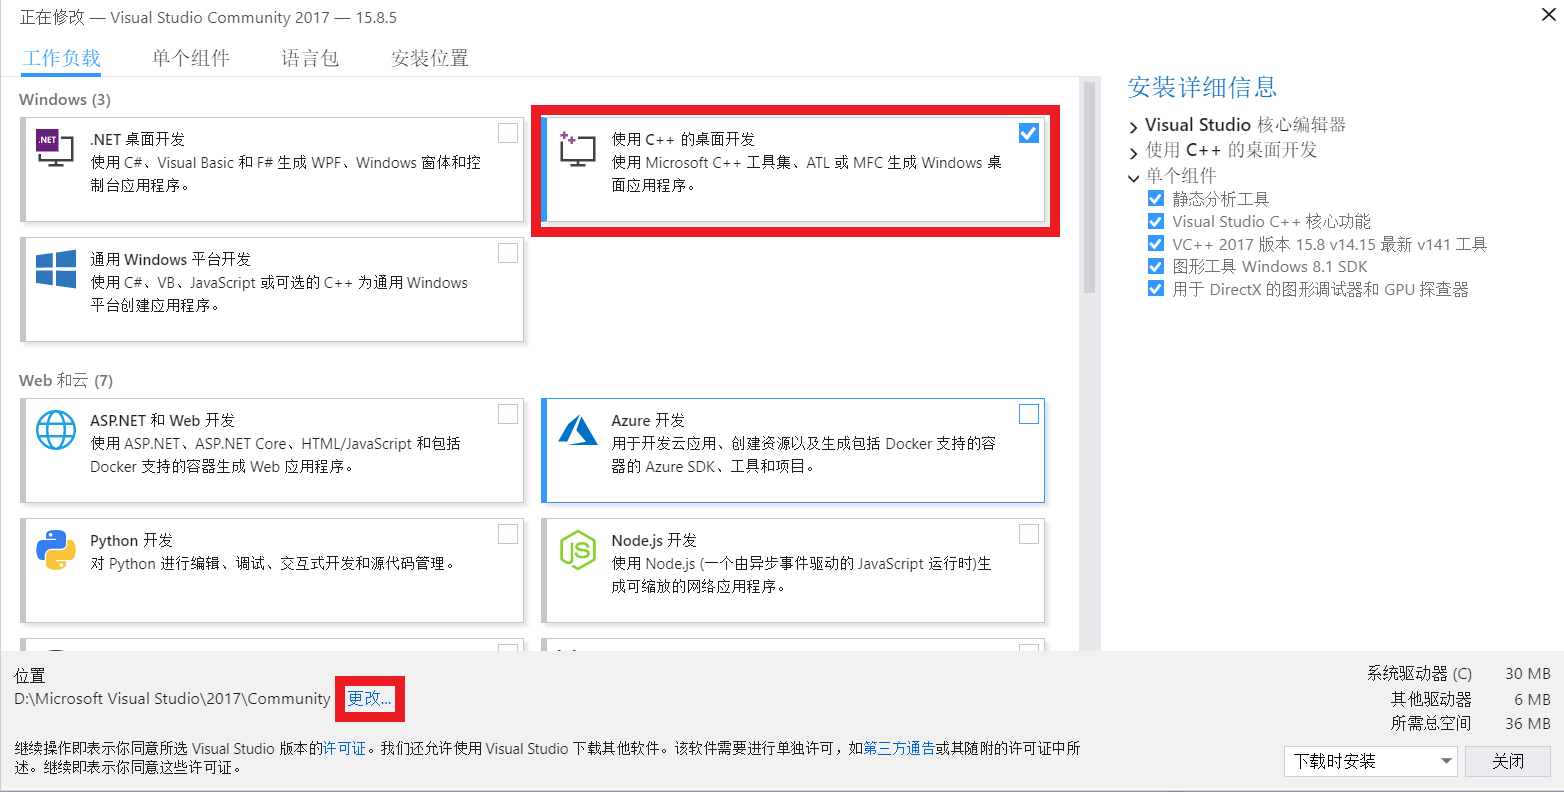 正在修改 — Visual Studio Community 2017 — 15.8.5
工作负载 单个组件 语言包 安装位置
Windows (3)
.NET
.NET 桌面开发
使用 C#、Visual Basic 和 F# 生成 WPF、Windows 窗体和控
制台应用程序。
使用 C++ 的桌面开发
使用 Microsoft C++ 工具集、ATL 或 MFC 生成 Windows 桌
面应用程序。
通用 Windows 平台开发
使用 C#、VB、JavaScript 或可选的 C++ 为通用 Windows
平台创建应用程序。
Web 和云 (7)
ASP.NET 和 Web 开发
使用 ASP.NET、ASP.NET Core、HTML/JavaScript 和包括
Docker 支持的容器生成 Web 应用程序。
Azure 开发
用于开发云应用、创建资源以及生成包括 Docker 支持的容
器的 Azure SDK、工具和项目。
Python 开发
对 Python 进行编辑、调试、交互式开发和源代码管理。
JS
Node.js 开发
使用 Node.js (一个由异步事件驱动的 JavaScript 运行时)生
成可缩放的网络应用程序。
安装详细信息
Visual Studio 核心编辑器
使用 C++ 的桌面开发
单个组件
静态分析工具
Visual Studio C++ 核心功能
VC++ 2017 版本 15.8 v14.15 最新 v141 工具
图形工具 Windows 8.1 SDK
用于 DirectX 的图形调试器和 GPU 探查器
位置
D:\Microsoft Visual Studio\2017\Community 更改...
继续操作即表示你同意所选 Visual Studio 版本的许可证。我们还允许使用 Visual Studio 下载其他软件。该软件需要进行单独许可，如第三方通告或其随附的许可证中所
述。继续即表示你同意这些许可证。
系统驱动器 (C) 30 MB
其他驱动器 6 MB
所需总空间 36 MB
下载时安装 关闭